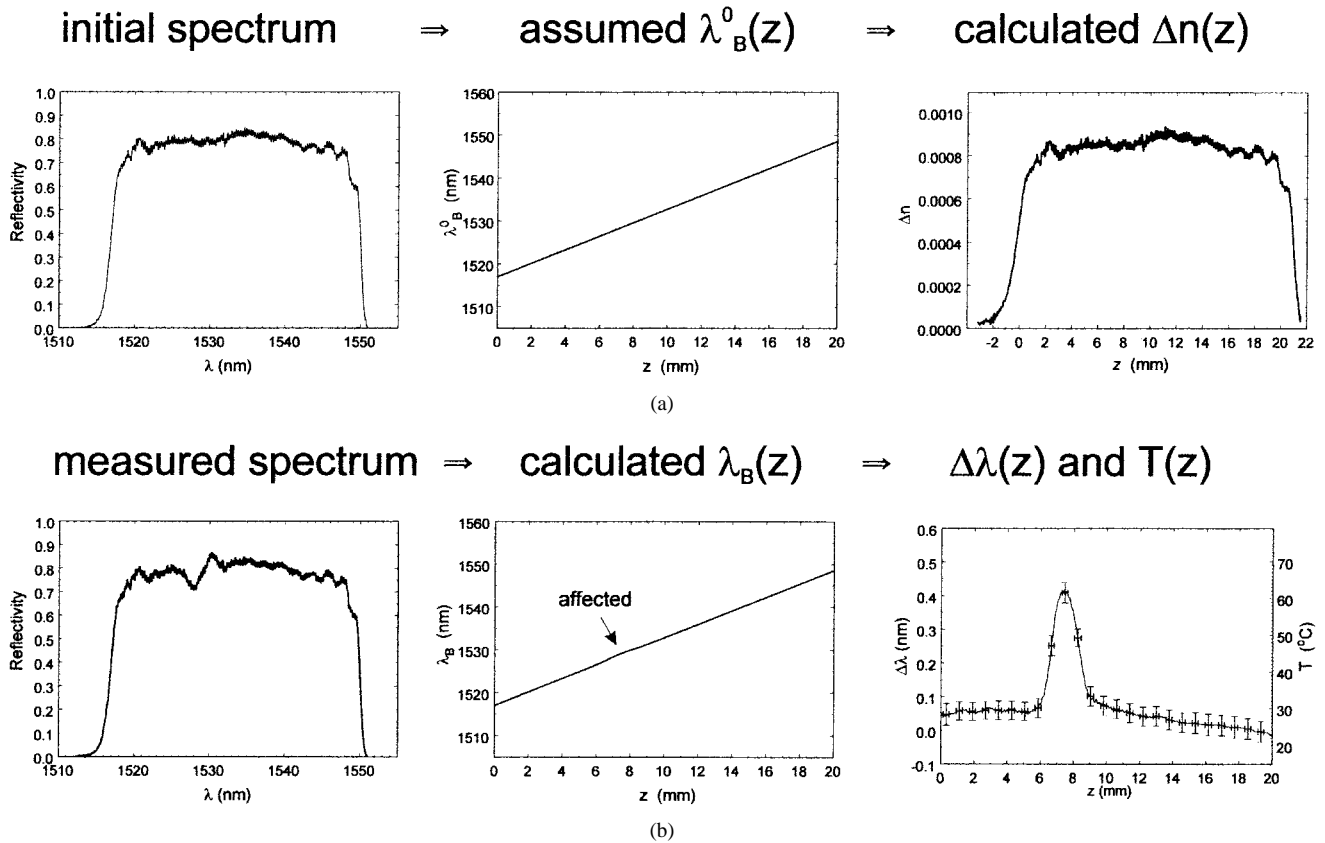 initial spectrum ⇒ assumed λ⁰_B(z) ⇒ calculated Δn(z)
1.0
0.9
0.8
0.7
0.6
0.5
0.4
0.3
0.2
0.1
0.0
Reflectivity
1510 1520 1530 1540 1550
λ (nm)
1560
1550
1540
1530
1520
1510
λ⁰_B (nm)
0 2 4 6 8 10 12 14 16 18 20
z (mm)
0.0010
0.0008
0.0006
0.0004
0.0002
0.0000
Δn
-2 0 2 4 6 8 10 12 14 16 18 20 22
z (mm)
(a)
measured spectrum ⇒ calculated λ_B(z) ⇒ Δλ(z) and T(z)
1.0
0.9
0.8
0.7
0.6
0.5
0.4
0.3
0.2
0.1
0.0
Reflectivity
1510 1520 1530 1540 1550
λ (nm)
1560
1550
1540
1530
1520
1510
λ_B (nm)
affected
0 2 4 6 8 10 12 14 16 18 20
z (mm)
0.6
0.5
0.4
0.3
0.2
0.1
0.0
-0.1
Δλ (nm)
70
60
50
40
30
20
T (°C)
0 2 4 6 8 10 12 14 16 18 20
z (mm)
(b)